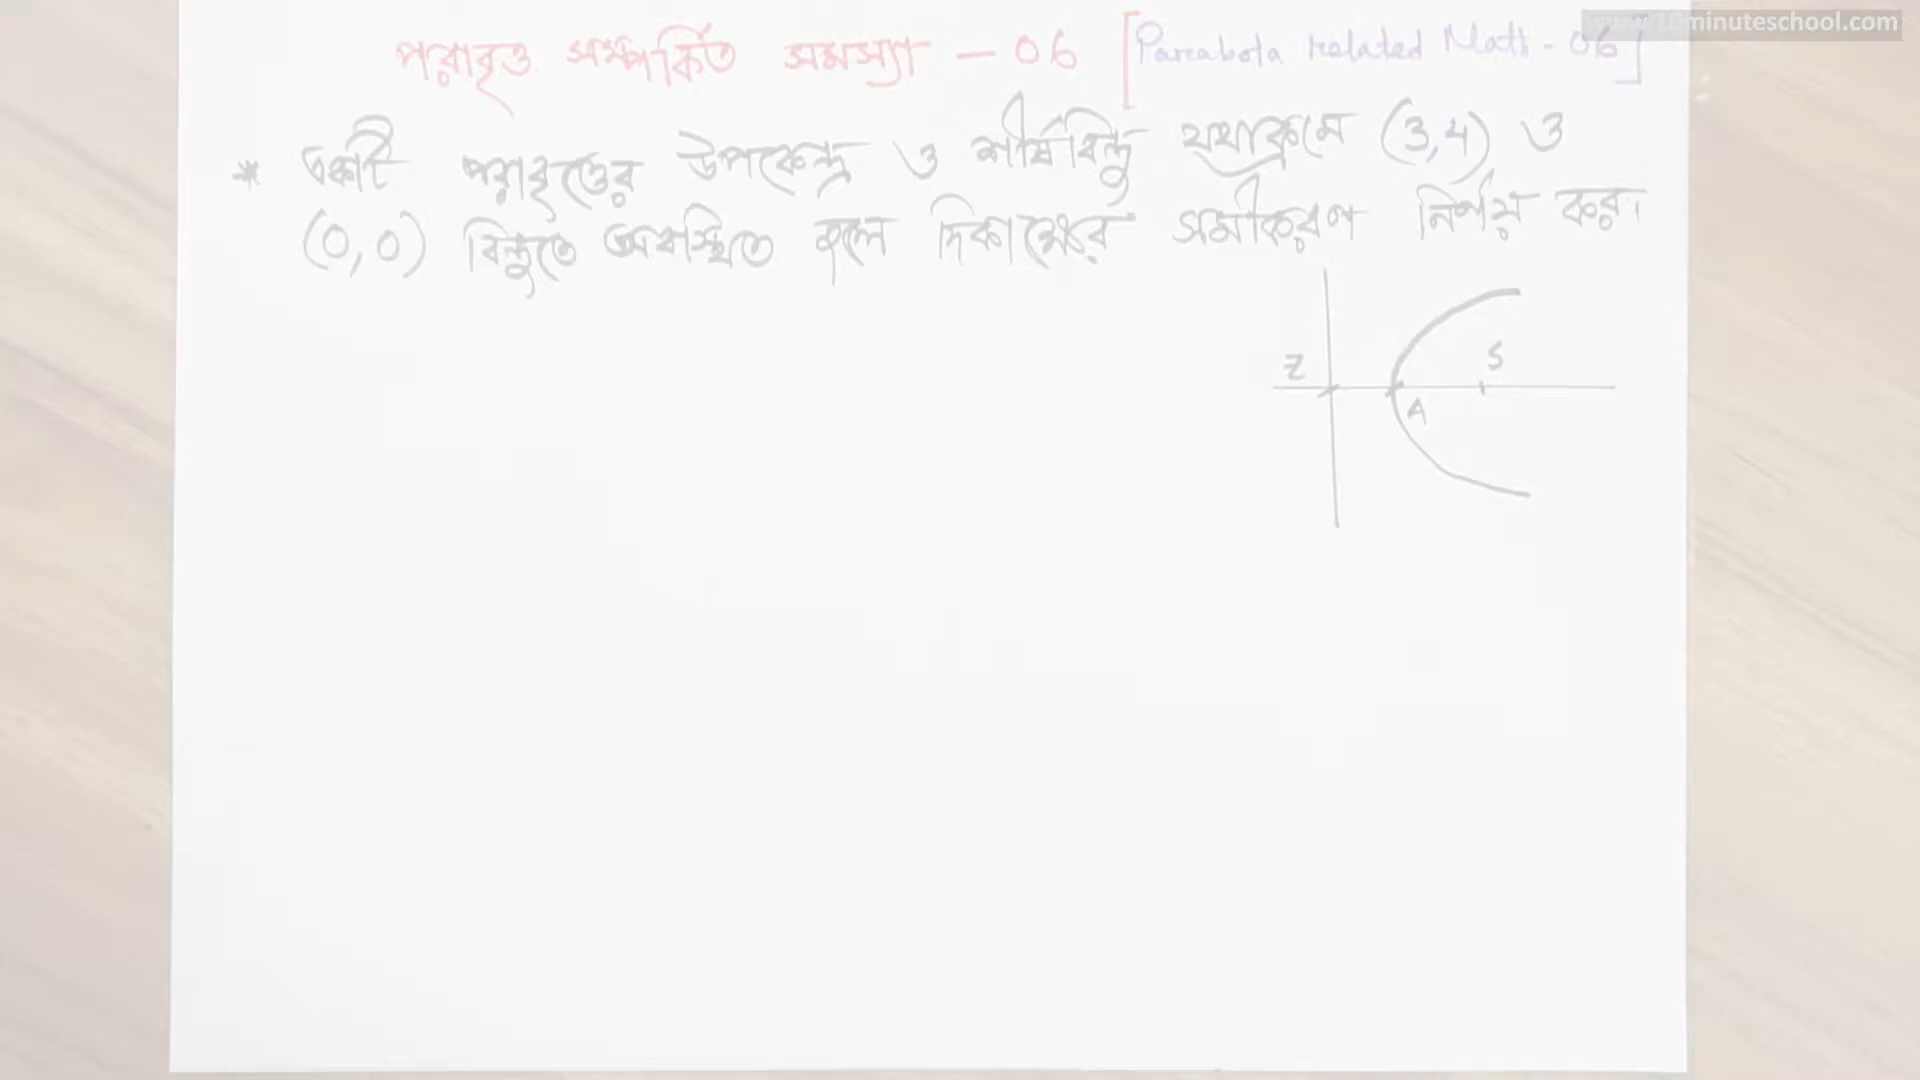 www.10minuteschool.com
পরাবৃত্ত সম্পর্কিত সমস্যা - 06 [Parabola related Math - 06]
* একটি পরাবৃত্তের উপকেন্দ্র ও শীর্ষবিন্দু যথাক্রমে (3,4) ও
(0,0) বিন্দুতে অবস্থিত হলে দিকাক্ষের সমীকরণ নির্ণয় কর।
Z S
A